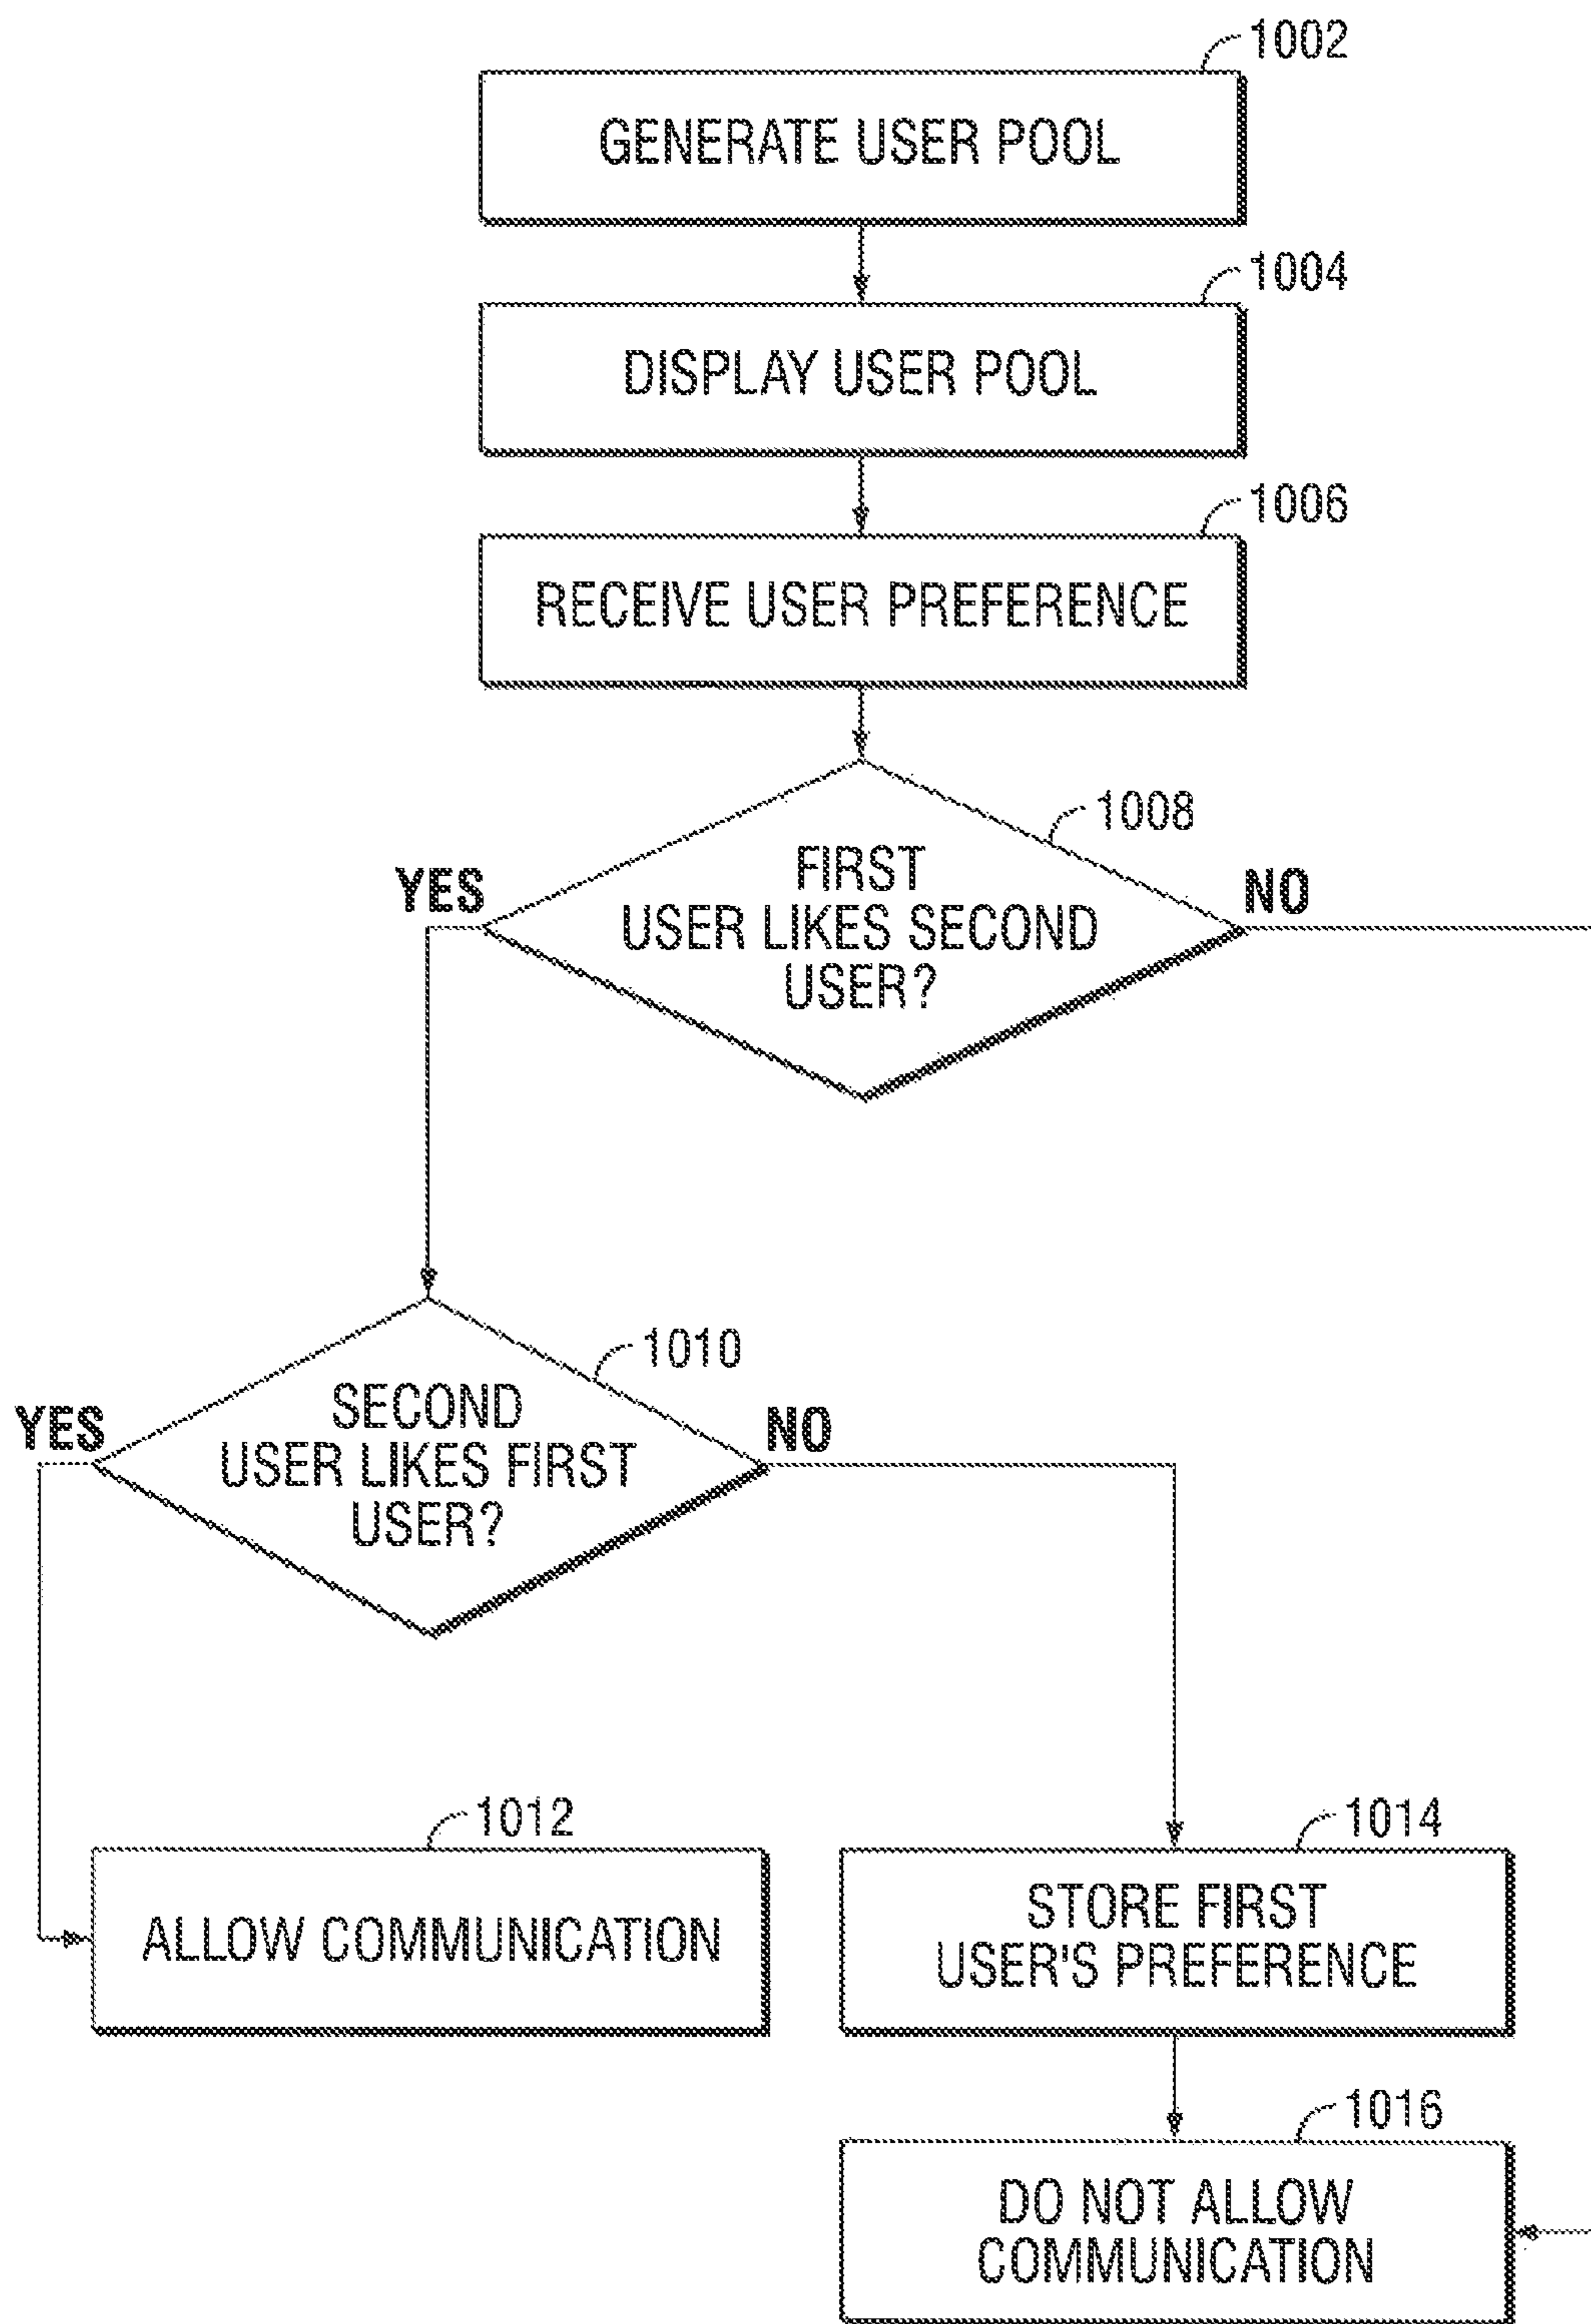 1002
GENERATE USER POOL
1004
DISPLAY USER POOL
1006
RECEIVE USER PREFERENCE
1008
FIRST
USER LIKES SECOND
USER?
YES
NO
1010
SECOND
USER LIKES FIRST
USER?
YES
NO
1012
ALLOW COMMUNICATION
1014
STORE FIRST
USER'S PREFERENCE
1016
DO NOT ALLOW
COMMUNICATION